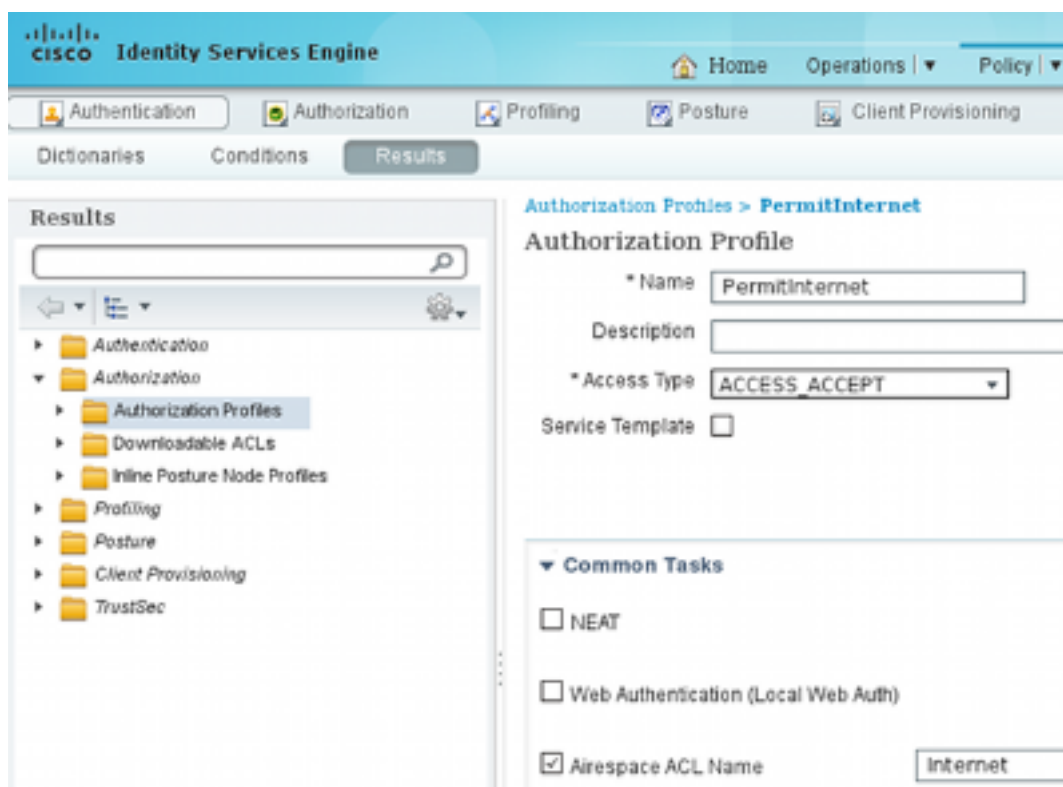 CISCO Identity Services Engine
Home Operations Policy
Authentication Authorization Profiling Posture Client Provisioning
Dictionaries Conditions Results
Results
Authentication
Authorization
Authorization Profiles
Downloadable ACLs
Inline Posture Node Profiles
Profiling
Posture
Client Provisioning
TrustSec
Authorization Profiles > PermitInternet
Authorization Profile
* Name PermitInternet
Description
* Access Type ACCESS_ACCEPT
Service Template
Common Tasks
NEAT
Web Authentication (Local Web Auth)
Airespace ACL Name Internet